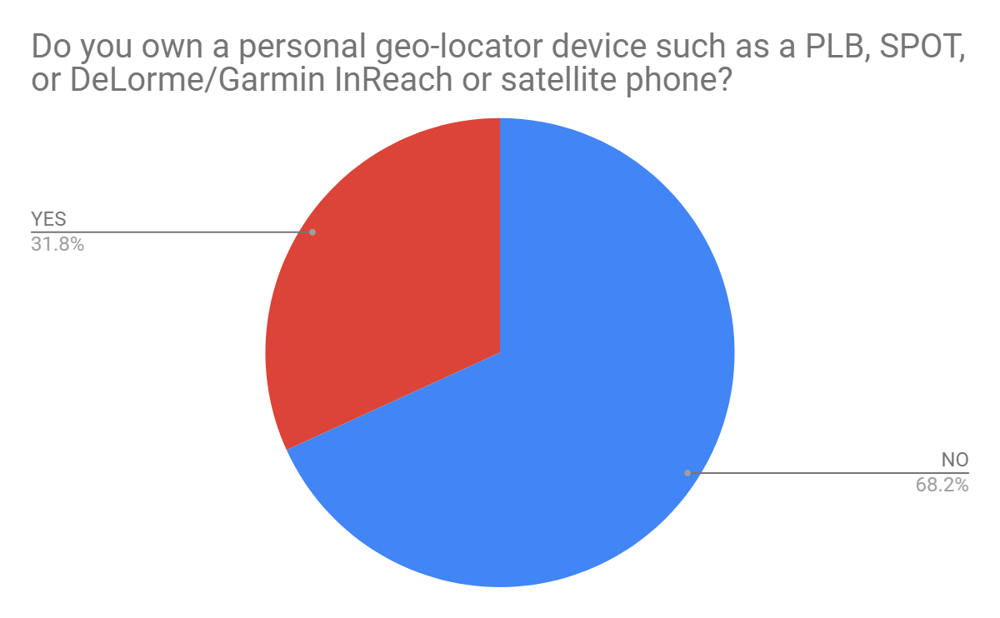 Do you own a personal geo-locator device such as a PLB, SPOT,
or DeLorme/Garmin InReach or satellite phone?
YES
31.8%
NO
68.2%